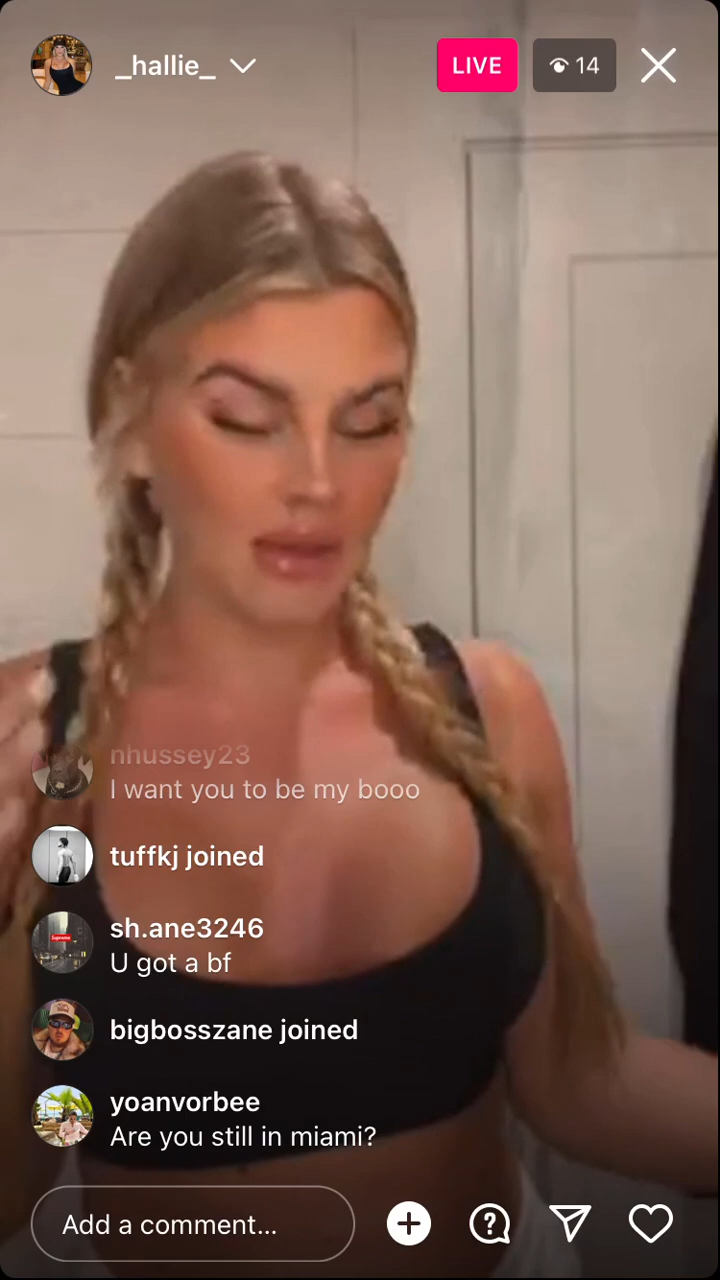 _hallie_
LIVE
14
nhussey23
I want you to be my booo
tuffkj joined
sh.ane3246
U got a bf
bigbosszane joined
yoanvorbee
Are you still in miami?
Add a comment...